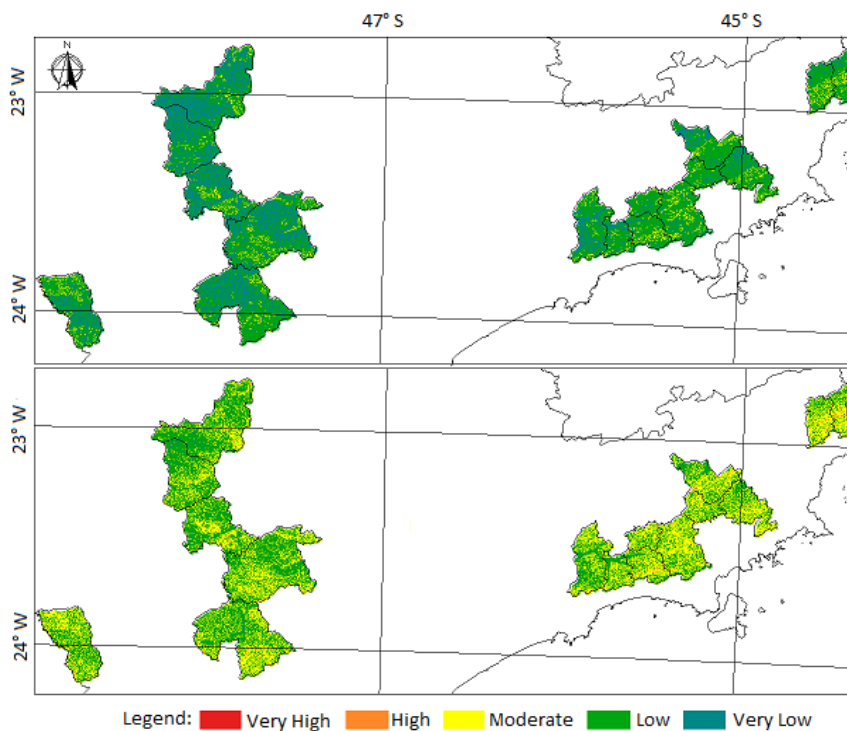 47° S 45° S
N
23° W
24° W
23° W
24° W
Legend: Very High High Moderate Low Very Low